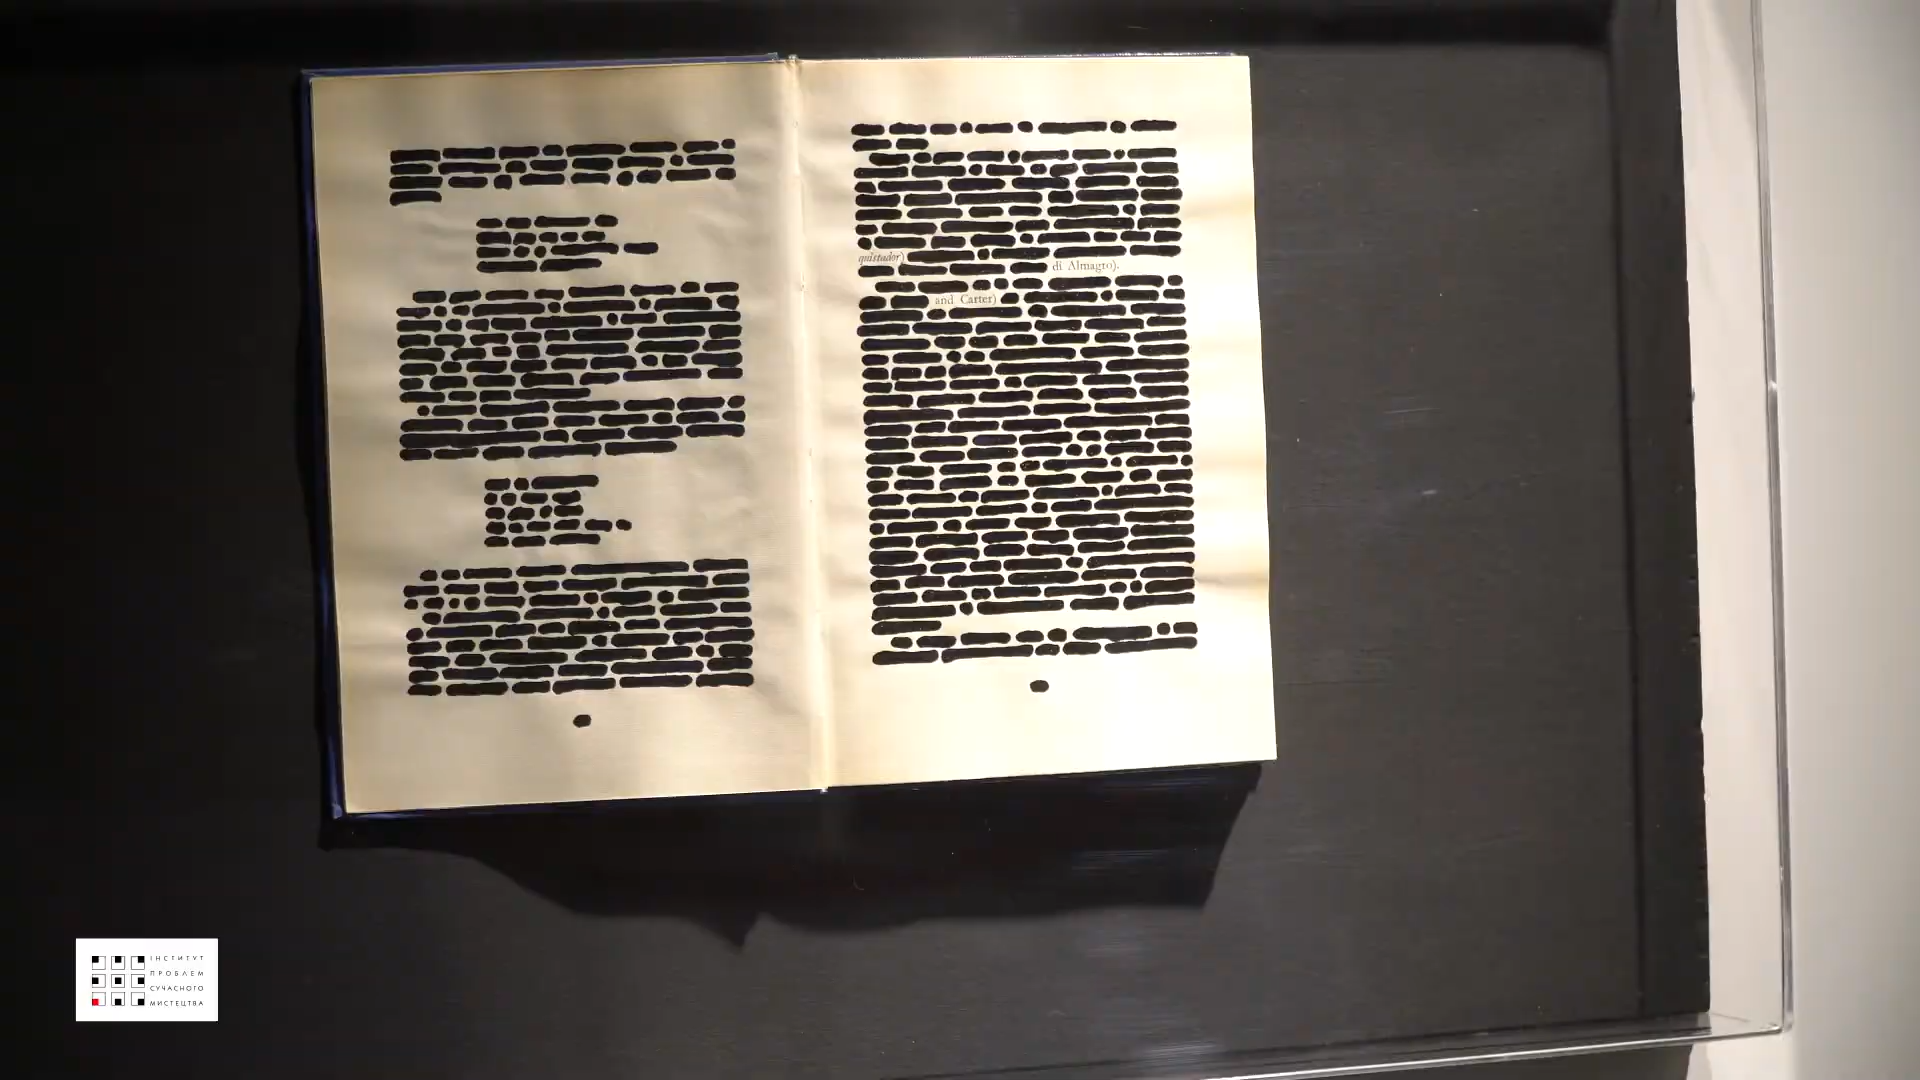 quistador)
di Almagro).
and Carter)
ІНСТИТУТ
ПРОБЛЕМ
СУЧАСНОГО
МИСТЕЦТВА